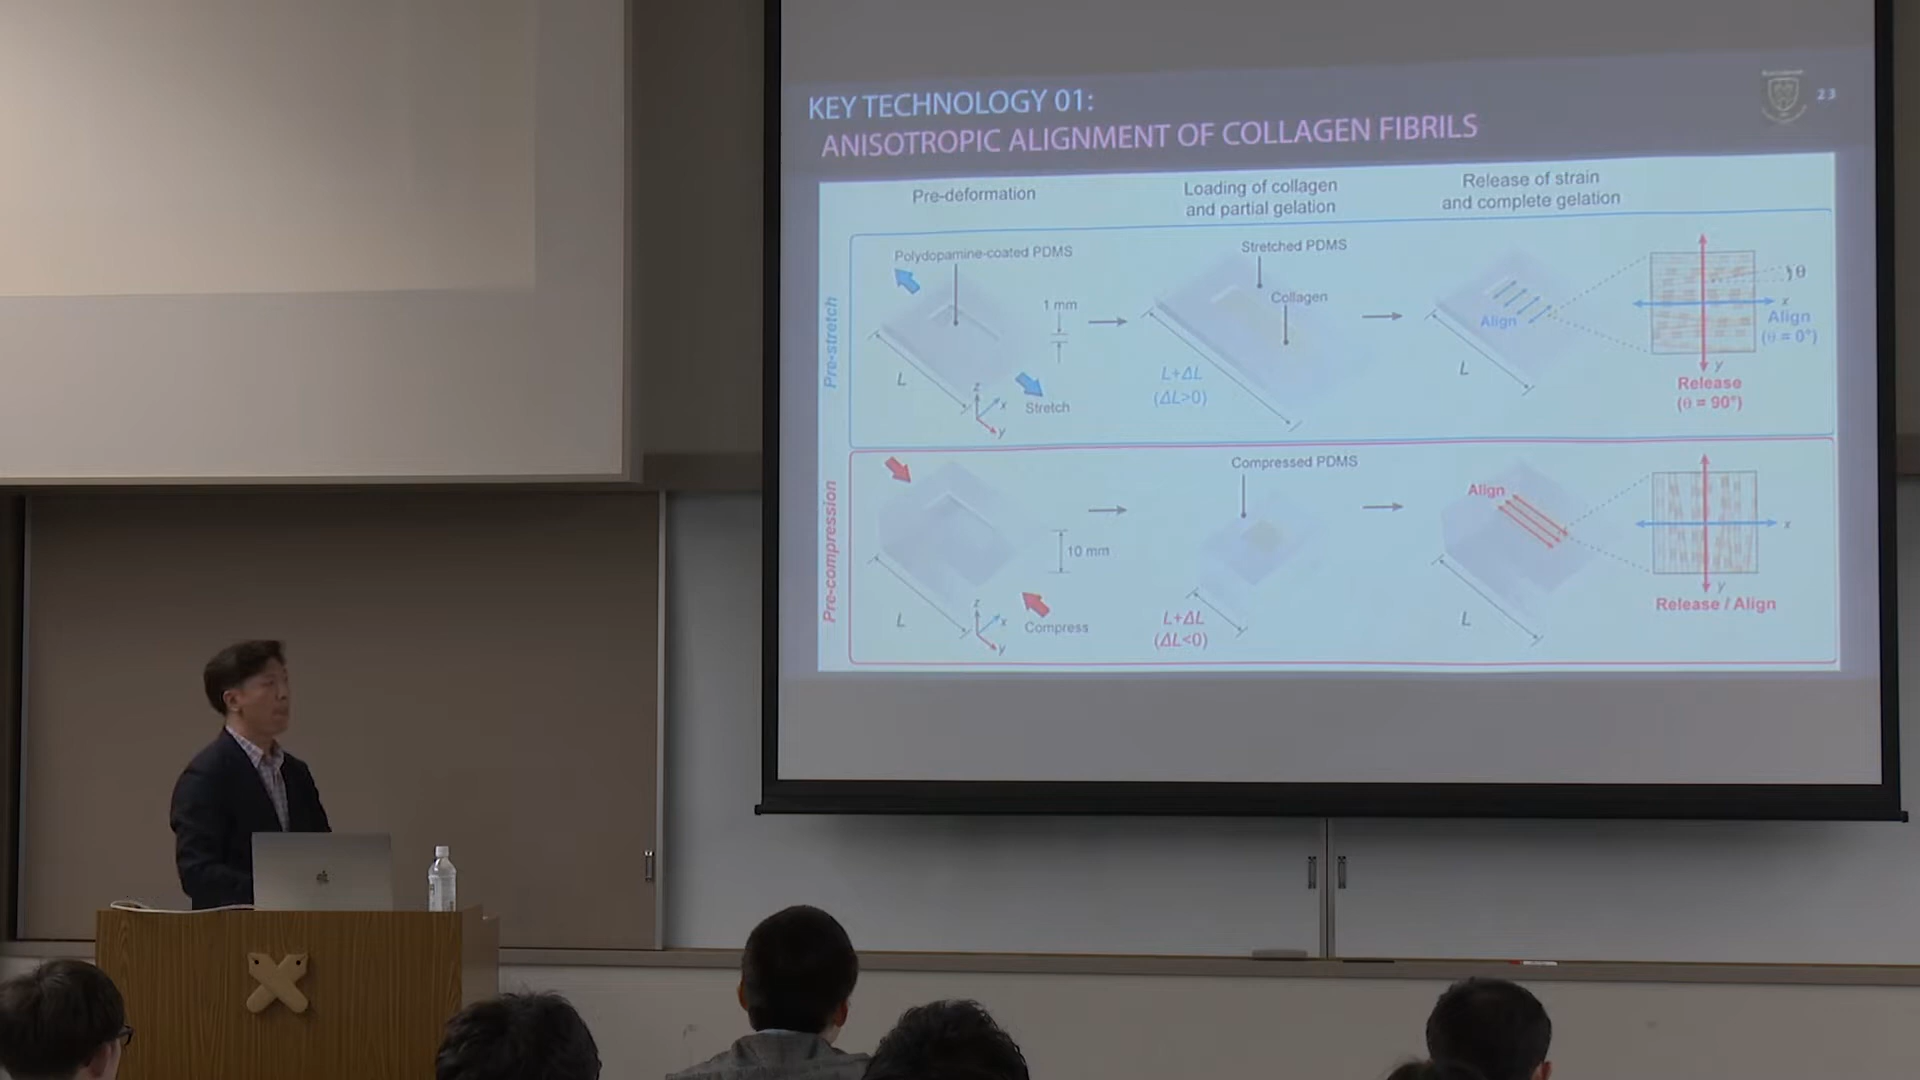 KEY TECHNOLOGY 01:
ANISOTROPIC ALIGNMENT OF COLLAGEN FIBRILS
23
Pre-deformation
Loading of collagen
and partial gelation
Release of strain
and complete gelation
Pre-stretch
Polydopamine-coated PDMS
1 mm
L
Stretch
z
x
y
Stretched PDMS
Collagen
L+ΔL
(ΔL>0)
Align
L
θ
x
Align
(θ = 0°)
y
Release
(θ = 90°)
Pre-compression
10 mm
L
Compress
z
x
y
Compressed PDMS
L+ΔL
(ΔL<0)
Align
L
x
y
Release / Align